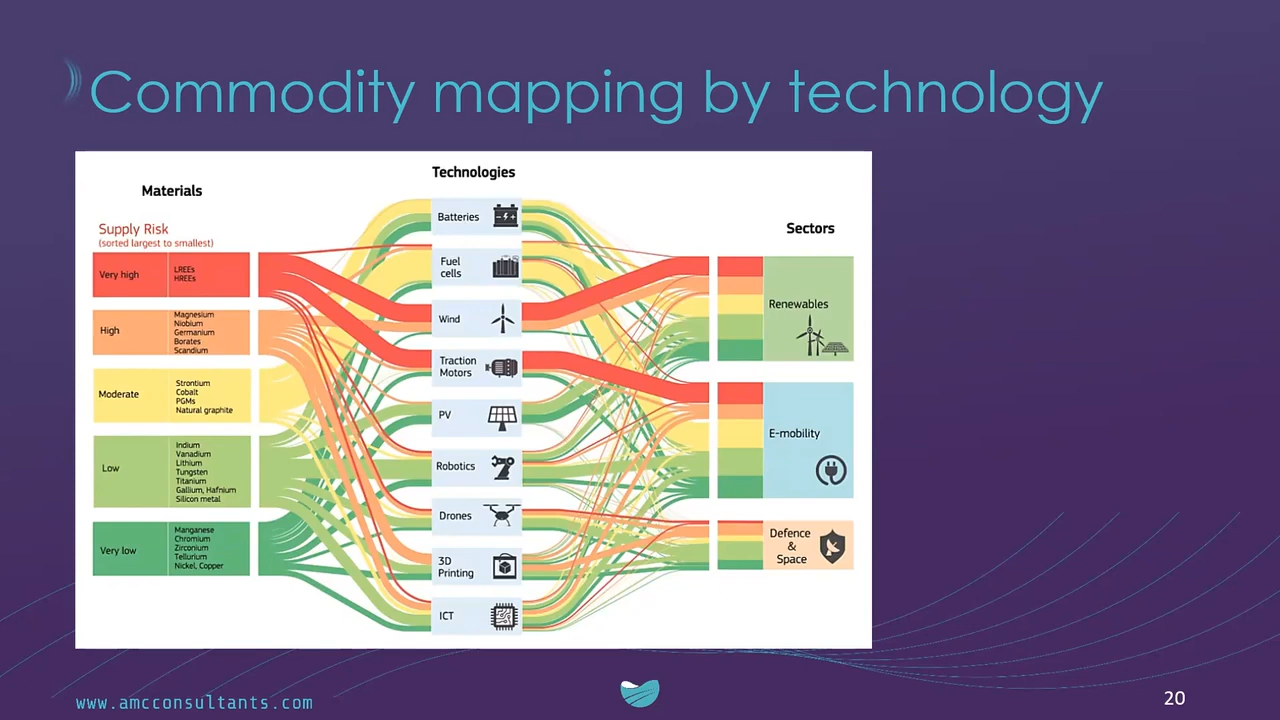 Commodity mapping by technology
Materials
Technologies
Sectors
Supply Risk
(sorted largest to smallest)
Very high
LREEs
HREEs
High
Magnesium
Niobium
Germanium
Borates
Scandium
Moderate
Strontium
Cobalt
PGMs
Natural graphite
Low
Indium
Vanadium
Lithium
Tungsten
Titanium
Gallium, Hafnium
Silicon metal
Very low
Manganese
Chromium
Zirconium
Tellurium
Nickel, Copper
Batteries
Fuel
cells
Wind
Traction
Motors
PV
Robotics
Drones
3D
Printing
ICT
Renewables
E-mobility
Defence
&
Space
www.amcconsultants.com
20